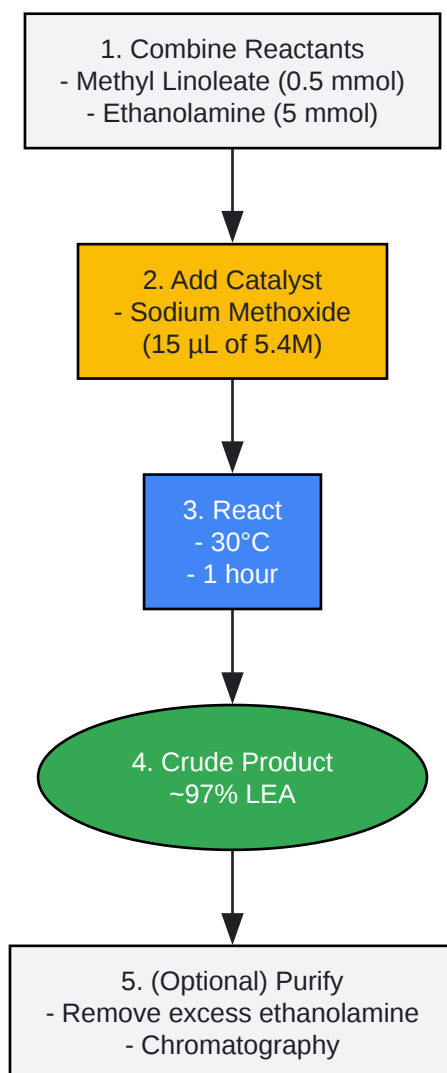 1. Combine Reactants
- Methyl Linoleate (0.5 mmol)
- Ethanolamine (5 mmol)
2. Add Catalyst
- Sodium Methoxide
(15 µL of 5.4M)
3. React
- 30°C
- 1 hour
4. Crude Product
~97% LEA
5. (Optional) Purify
- Remove excess ethanolamine
- Chromatography